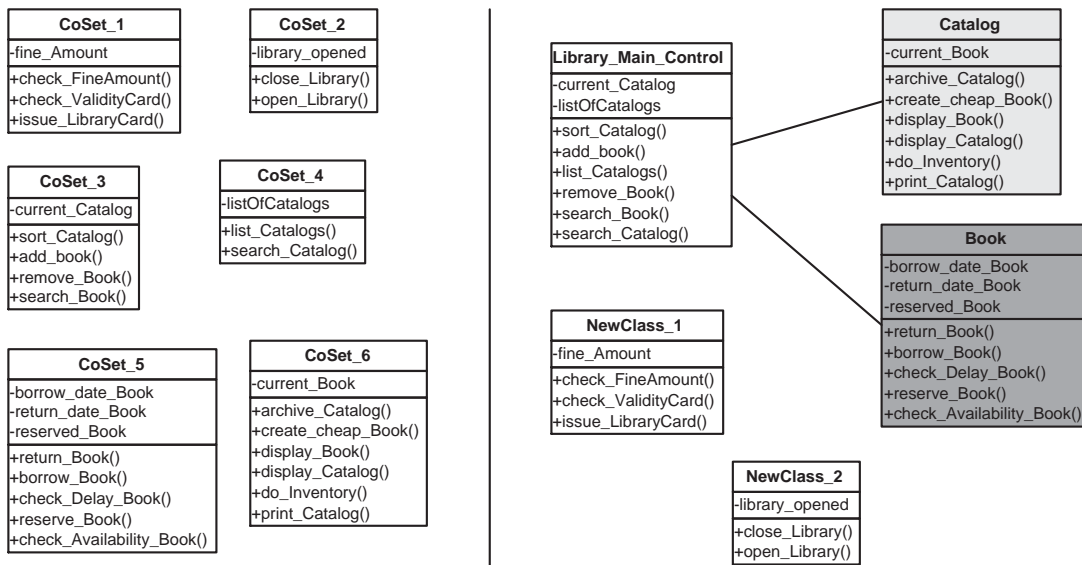 CoSet_1
-fine_Amount
+check_FineAmount()
+check_ValidityCard()
+issue_LibraryCard()
CoSet_2
-library_opened
+close_Library()
+open_Library()
CoSet_3
-current_Catalog
+sort_Catalog()
+add_book()
+remove_Book()
+search_Book()
CoSet_4
-listOfCatalogs
+list_Catalogs()
+search_Catalog()
CoSet_5
-borrow_date_Book
-return_date_Book
-reserved_Book
+return_Book()
+borrow_Book()
+check_Delay_Book()
+reserve_Book()
+check_Availability_Book()
CoSet_6
-current_Book
+archive_Catalog()
+create_cheap_Book()
+display_Book()
+display_Catalog()
+do_Inventory()
+print_Catalog()
Library_Main_Control
-current_Catalog
-listOfCatalogs
+sort_Catalog()
+add_book()
+list_Catalogs()
+remove_Book()
+search_Book()
+search_Catalog()
Catalog
-current_Book
+archive_Catalog()
+create_cheap_Book()
+display_Book()
+display_Catalog()
+do_Inventory()
+print_Catalog()
Book
-borrow_date_Book
-return_date_Book
-reserved_Book
+return_Book()
+borrow_Book()
+check_Delay_Book()
+reserve_Book()
+check_Availability_Book()
NewClass_1
-fine_Amount
+check_FineAmount()
+check_ValidityCard()
+issue_LibraryCard()
NewClass_2
-library_opened
+close_Library()
+open_Library()